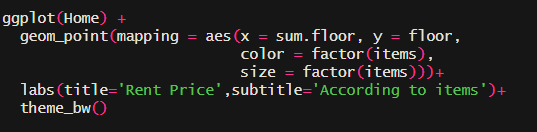 ggplot(Home) +
  geom_point(mapping = aes(x = sum.floor, y = floor,
                           color = factor(items),
                           size = factor(items)))+
  labs(title='Rent Price',subtitle='According to items')+
  theme_bw()